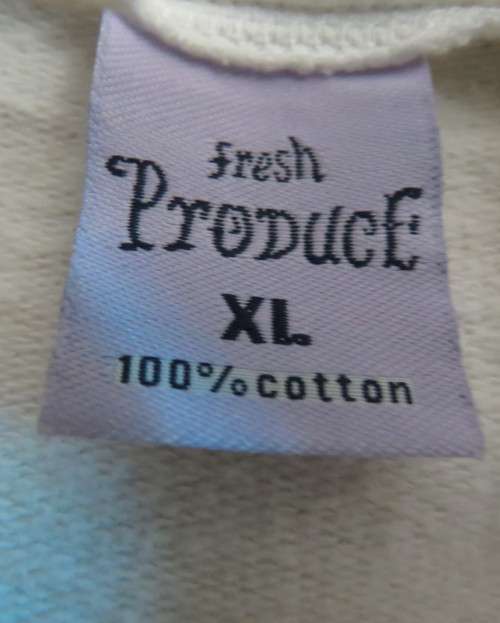 fresh
PRODUCE
XL
100% cotton